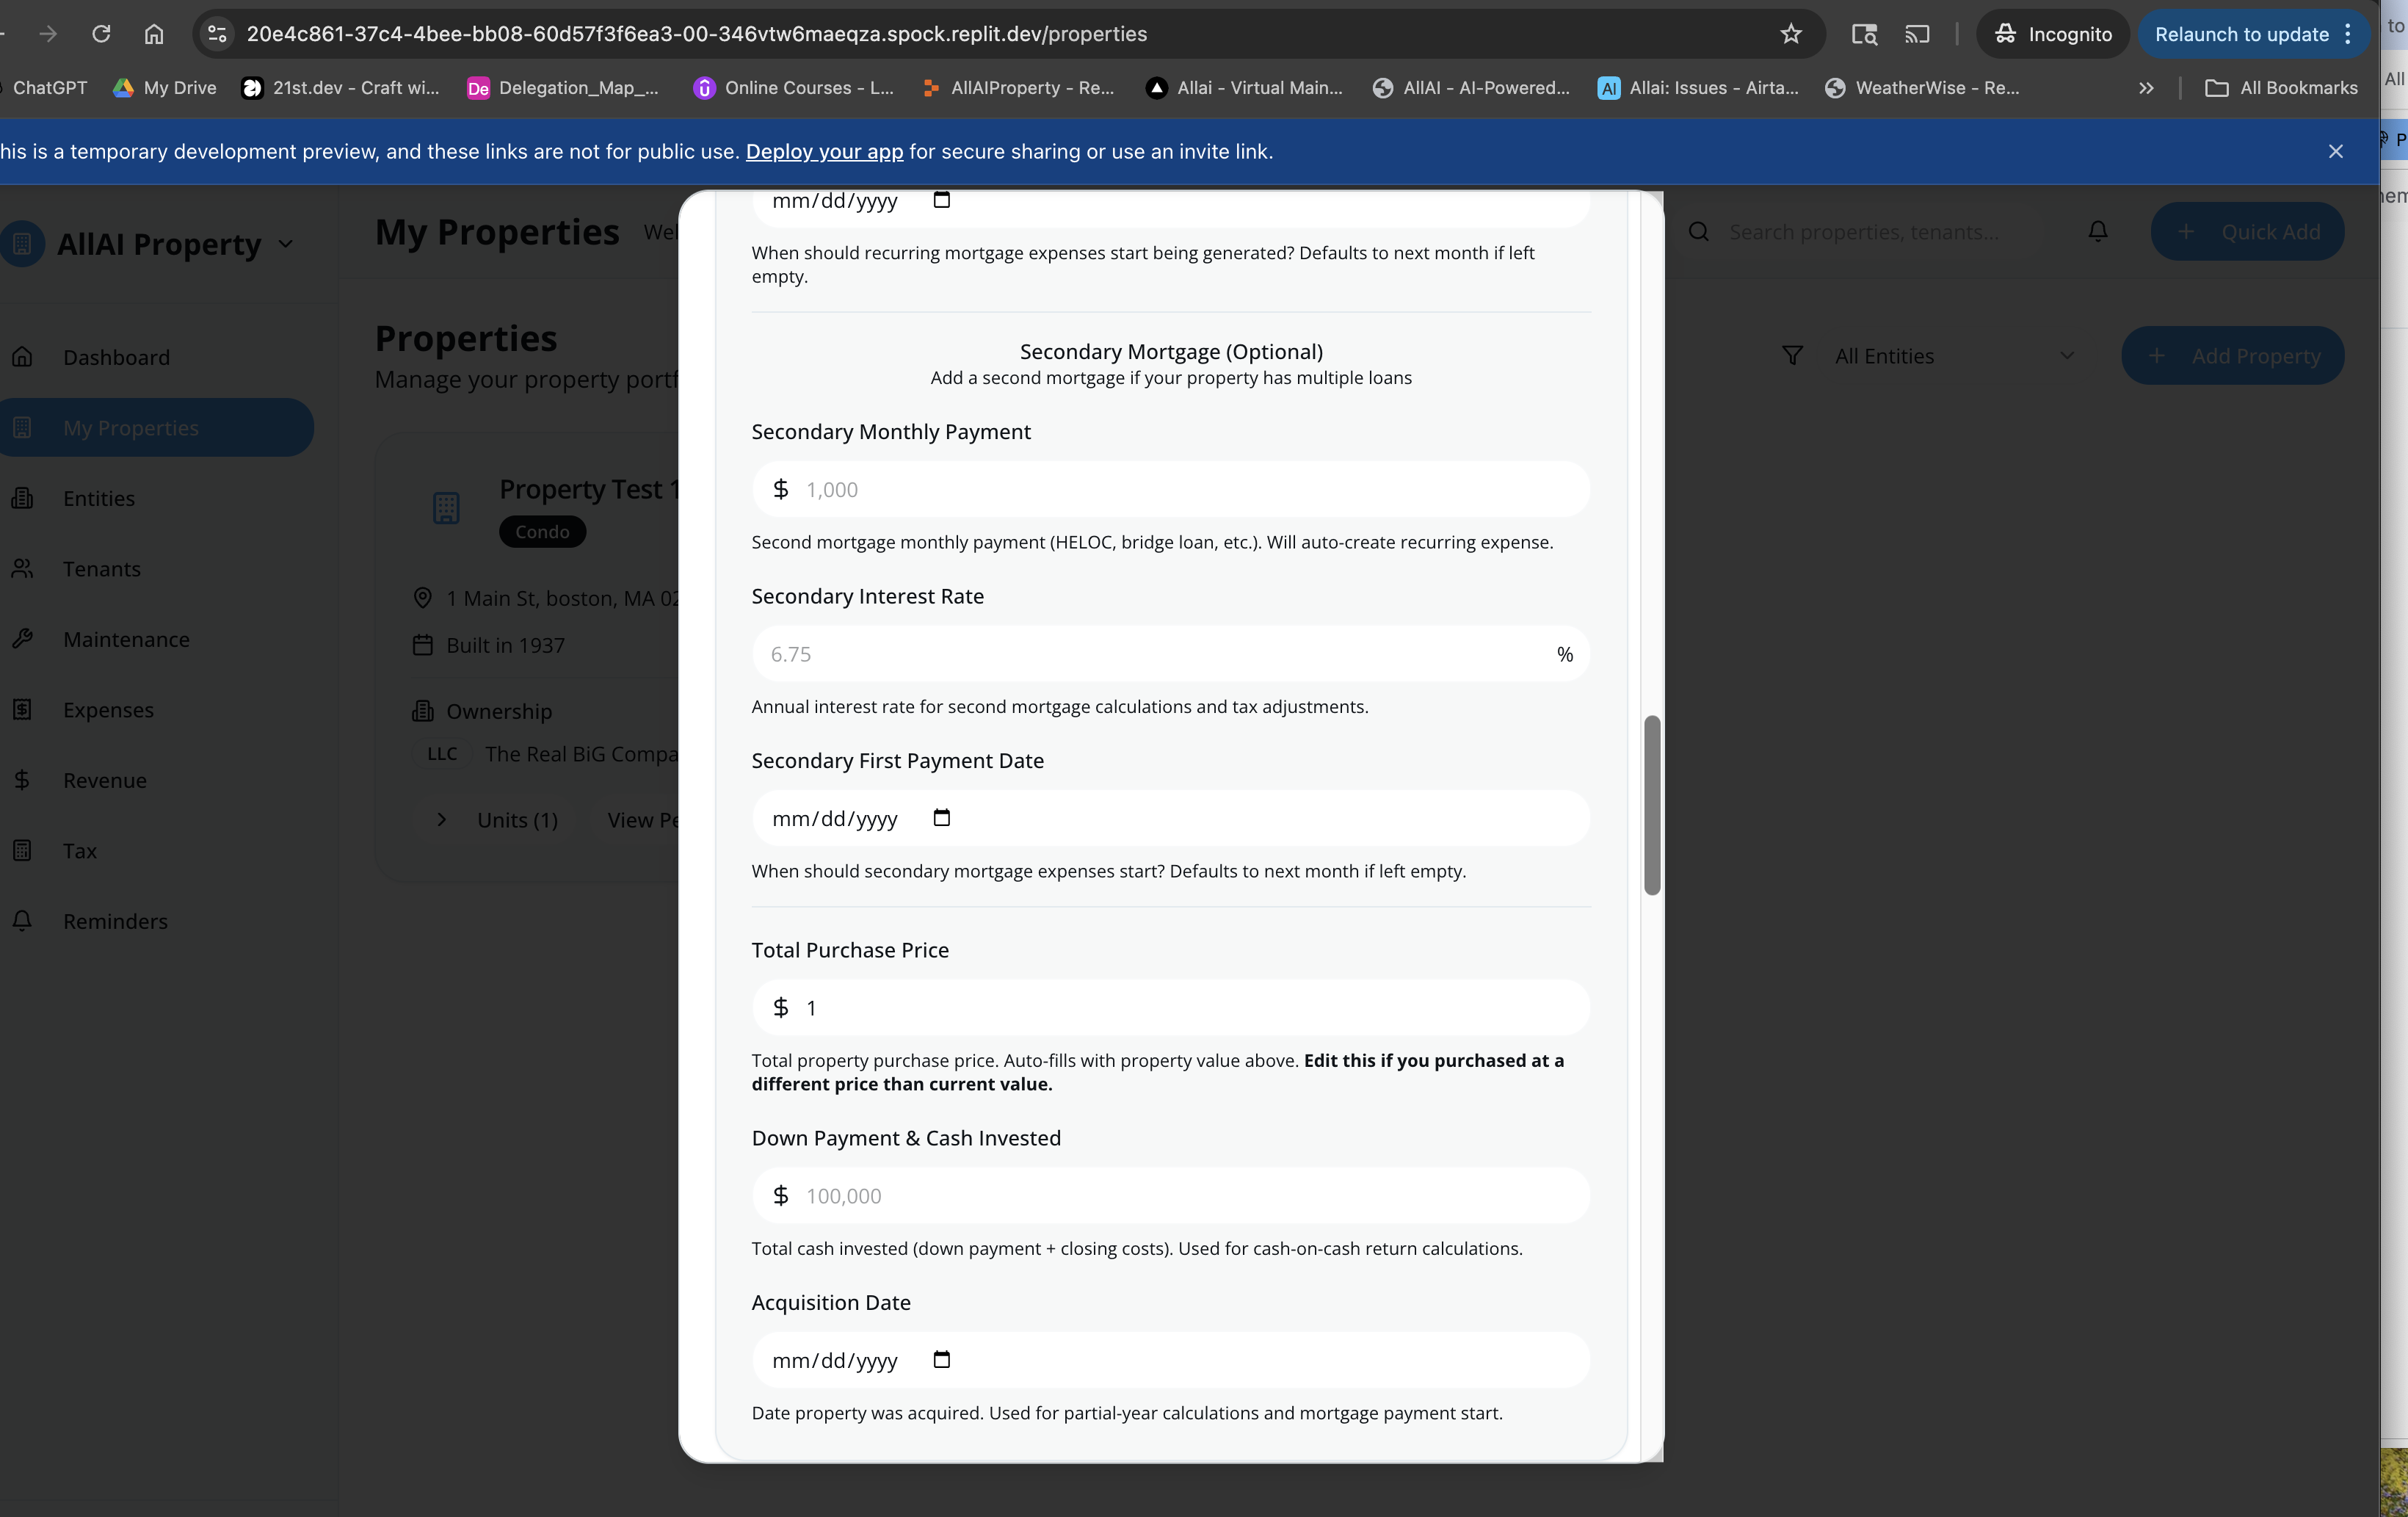 20e4c861-37c4-4bee-bb08-60d57f3f6ea3-00-346vtw6maeqza.spock.replit.dev/properties
Incognito
Relaunch to update
ChatGPT
My Drive
21st.dev - Craft wi...
De
Delegation_Map_...
Online Courses - L...
AllAIProperty - Re...
Allai - Virtual Main...
AllAI - AI-Powered...
AI
Allai: Issues - Airta...
WeatherWise - Re...
All Bookmarks
to
All
his is a temporary development preview, and these links are not for public use. Deploy your app for secure sharing or use an invite link.
P
AllAI Property
My Properties
Wel
Search properties, tenants...
Quick Add
Properties
Manage your property portf
All Entities
Add Property
Dashboard
My Properties
Entities
Tenants
Maintenance
Expenses
Revenue
Tax
Reminders
Property Test 1
Condo
1 Main St, boston, MA 02
Built in 1937
Ownership
LLC
The Real BiG Compa
Units (1)
View Pe
mm/dd/yyyy
When should recurring mortgage expenses start being generated? Defaults to next month if left
empty.
Secondary Mortgage (Optional)
Add a second mortgage if your property has multiple loans
Secondary Monthly Payment
$ 1,000
Second mortgage monthly payment (HELOC, bridge loan, etc.). Will auto-create recurring expense.
Secondary Interest Rate
6.75 %
Annual interest rate for second mortgage calculations and tax adjustments.
Secondary First Payment Date
mm/dd/yyyy
When should secondary mortgage expenses start? Defaults to next month if left empty.
Total Purchase Price
$ 1
Total property purchase price. Auto-fills with property value above. Edit this if you purchased at a
different price than current value.
Down Payment & Cash Invested
$ 100,000
Total cash invested (down payment + closing costs). Used for cash-on-cash return calculations.
Acquisition Date
mm/dd/yyyy
Date property was acquired. Used for partial-year calculations and mortgage payment start.